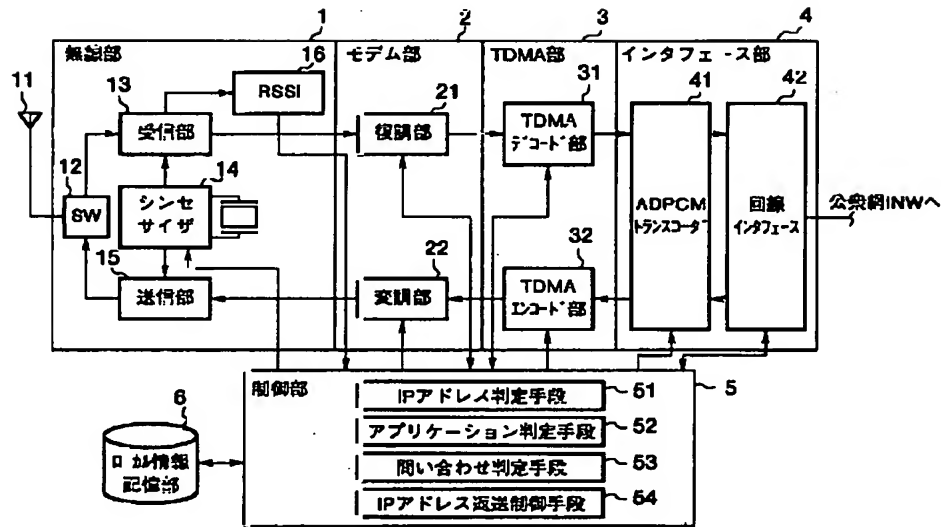 1
2
3
4
無線部
モデム部
TDMA部
インタフェース部
11
13
16
RSSI
21
31
41
42
受信部
復調部
TDMA
デコード部
12
SW
14
シンセ
サイザ
ADPCM
トランスコーダ
回線
インタフェース
公衆網INWへ
15
送信部
22
変調部
32
TDMA
エンコード部
制御部
5
6
ローカル情報
記憶部
IPアドレス判定手段
51
アプリケーション判定手段
52
問い合わせ判定手段
53
IPアドレス返送制御手段
54